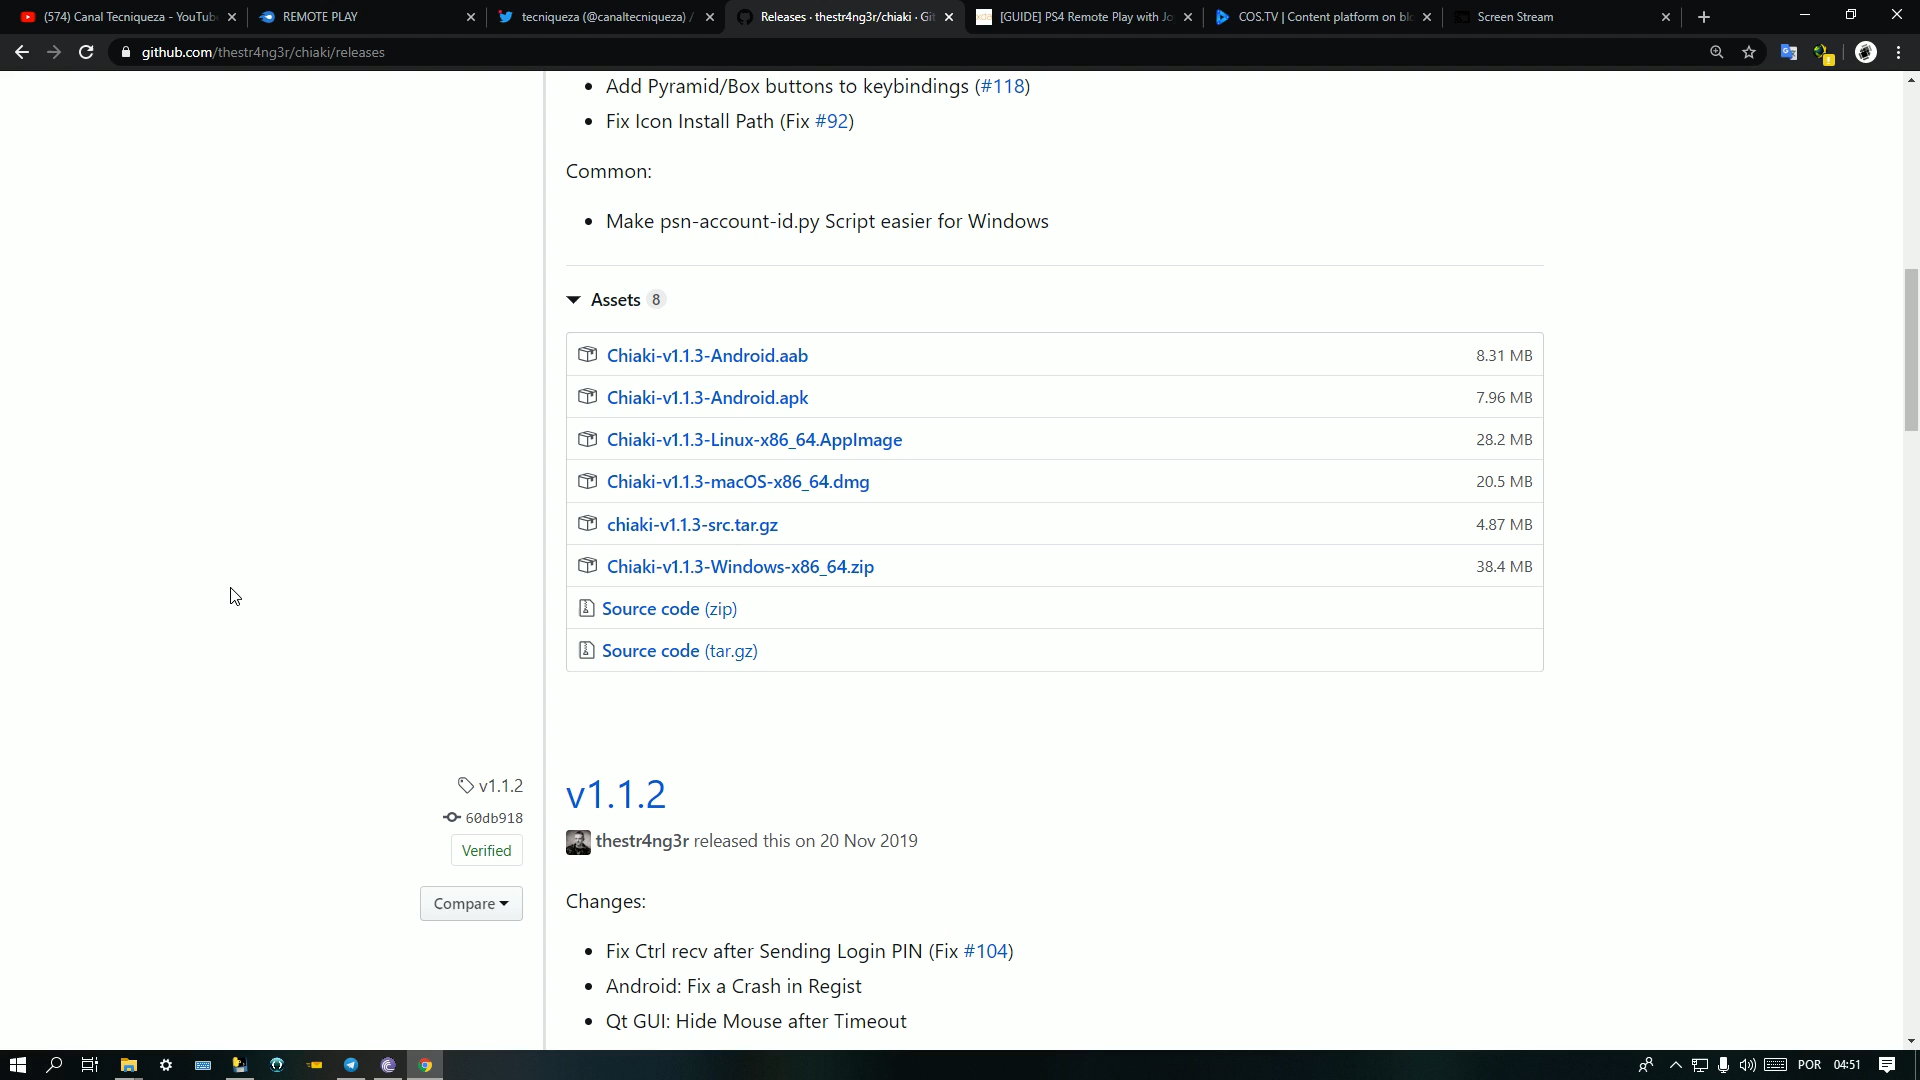 (574) Canal Tecniqueza - YouTub
REMOTE PLAY
tecniqueza (@canaltecniqueza) /
Releases · thestr4ng3r/chiaki · Git
[GUIDE] PS4 Remote Play with Jo
COS.TV | Content platform on blo
Screen Stream
github.com/thestr4ng3r/chiaki/releases
• Add Pyramid/Box buttons to keybindings (#118)
• Fix Icon Install Path (Fix #92)
Common:
• Make psn-account-id.py Script easier for Windows
Assets 8
Chiaki-v1.1.3-Android.aab 8.31 MB
Chiaki-v1.1.3-Android.apk 7.96 MB
Chiaki-v1.1.3-Linux-x86_64.AppImage 28.2 MB
Chiaki-v1.1.3-macOS-x86_64.dmg 20.5 MB
chiaki-v1.1.3-src.tar.gz 4.87 MB
Chiaki-v1.1.3-Windows-x86_64.zip 38.4 MB
Source code (zip)
Source code (tar.gz)
v1.1.2
60db918
Verified
Compare
v1.1.2
thestr4ng3r released this on 20 Nov 2019
Changes:
• Fix Ctrl recv after Sending Login PIN (Fix #104)
• Android: Fix a Crash in Regist
• Qt GUI: Hide Mouse after Timeout
POR 04:51